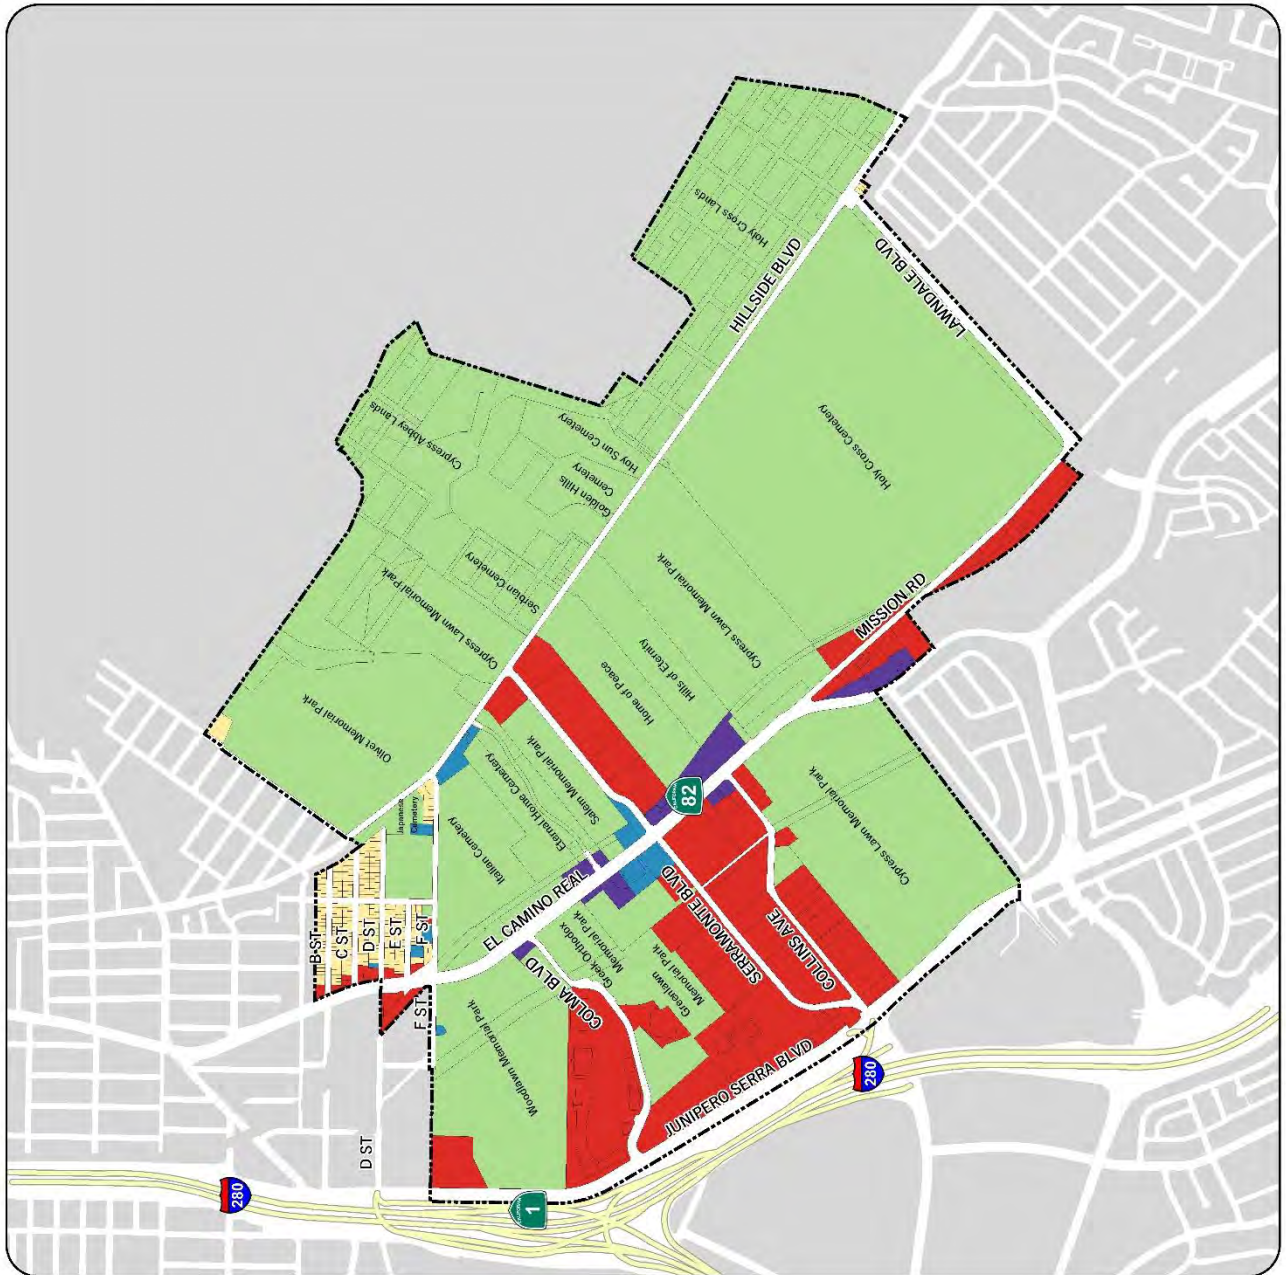 Holy Cross Lands
HILLSIDE BLVD
LAWNDALE BLVD
Cypress Abbey Lands
Hoy Sun Cemetery
Golden Hills
Cemetery
Holy Cross Cemetery
Serbian Cemetery
Cypress Lawn Memorial Park
Cypress Lawn Memorial Park
MISSION RD
Olivet Memorial Park
Home of Peace
Hills of Eternity
Salem Memorial Park
Eternal Home Cemetery
Italian Cemetery
Japanese
Cemetery
CALIFORNIA
82
Cypress Lawn Memorial Park
B ST
C ST
D ST
E ST
F ST
EL CAMINO REAL
SERRAMONTE BLVD
COLLINS AVE
Greek Orthodox
Memorial Park
Greenlawn
Memorial Park
COLMA BLVD
F ST
Woodlawn Memorial Park
JUNIPERO SERRA BLVD
280
D ST
280
CALIFORNIA
1